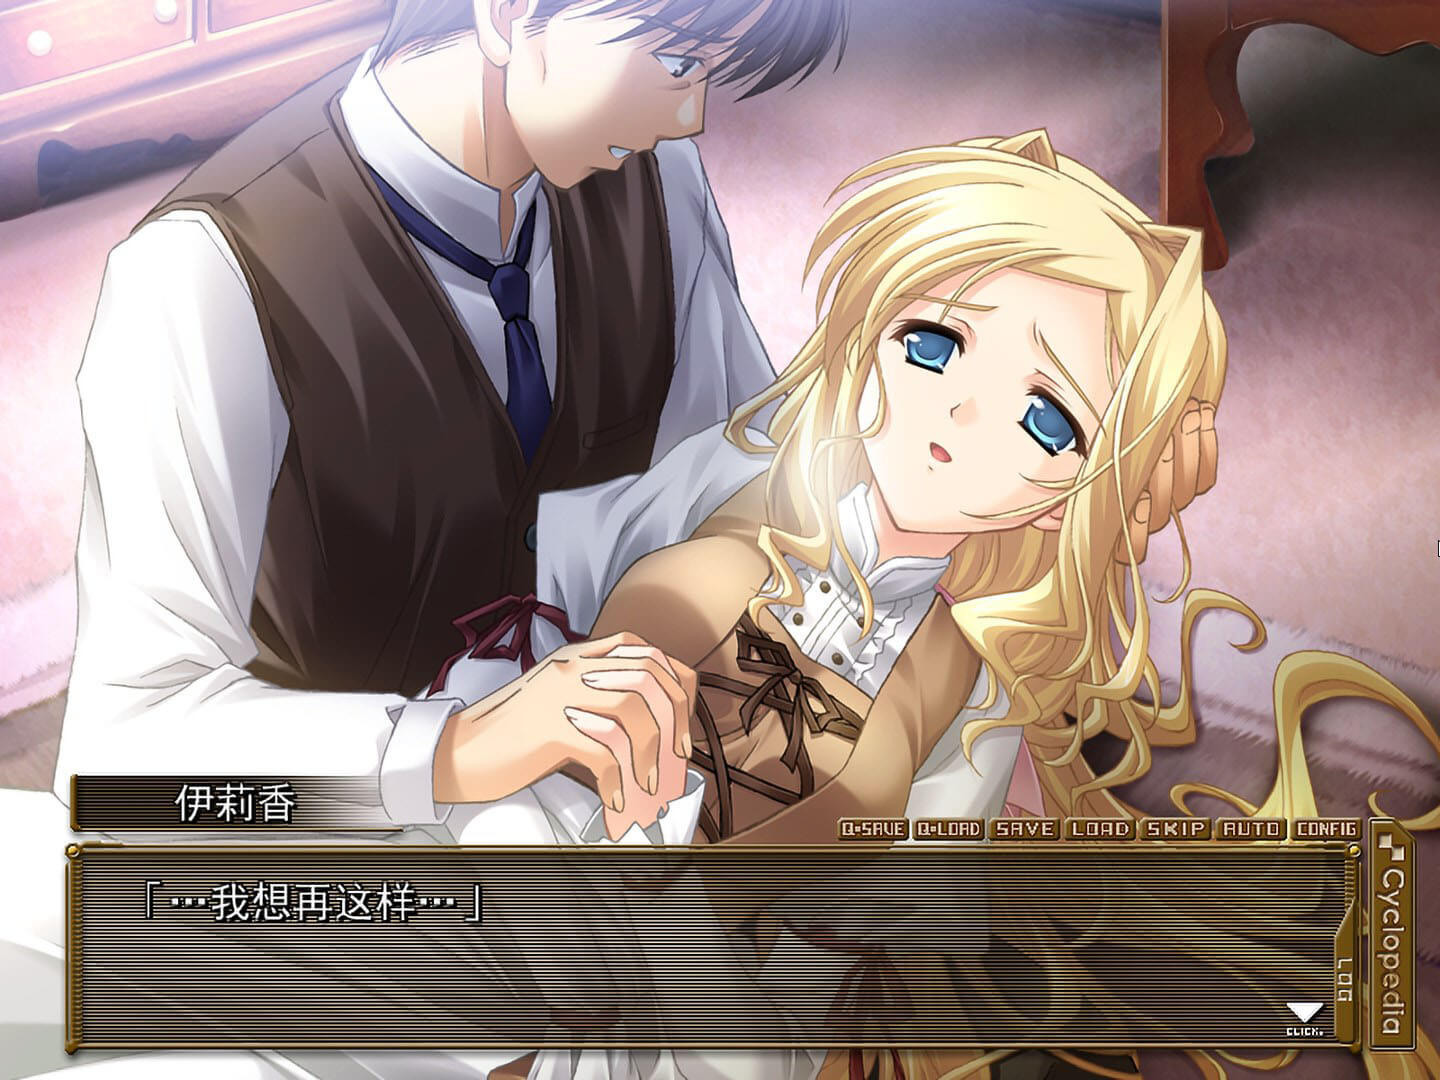 伊莉香
Q-SAVE Q-LOAD SAVE LOAD SKIP AUTO CONFIG
「……我想再这样……」
LOG
Cyclopedia
CLICK.